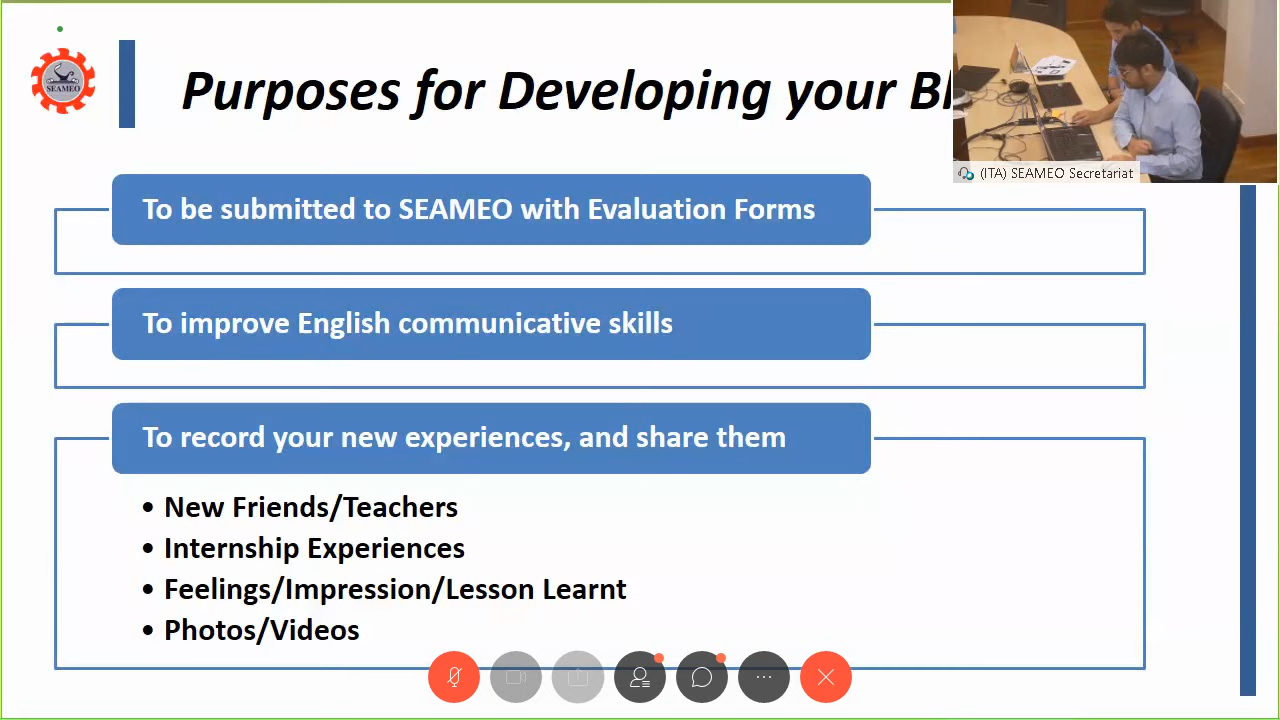 SEAMEO
Purposes for Developing your
(ITA) SEAMEO Secretariat
To be submitted to SEAMEO with Evaluation Forms
To improve English communicative skills
To record your new experiences, and share them
• New Friends/Teachers
• Internship Experiences
• Feelings/Impression/Lesson Learnt
• Photos/Videos